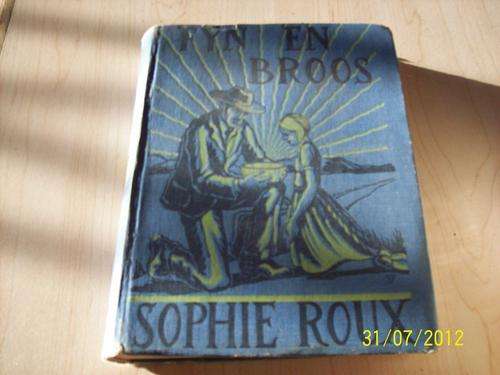 FYN EN
BROOS
SOPHIE ROUX
31/07/2012